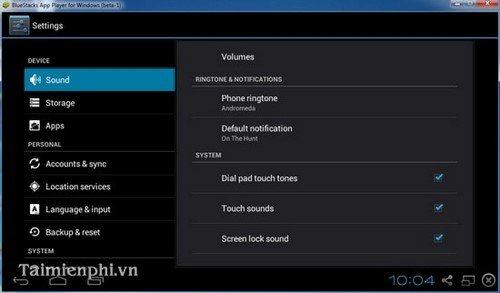 BlueStacks App Player for Windows (beta-1)
Settings
DEVICE
Sound
Storage
Apps
PERSONAL
Accounts & sync
Location services
Language & input
Backup & reset
SYSTEM
Volumes
RINGTONE & NOTIFICATIONS
Phone ringtone
Andromeda
Default notification
On The Hunt
SYSTEM
Dial pad touch tones
Touch sounds
Screen lock sound
Taimienphi.vn
10:04